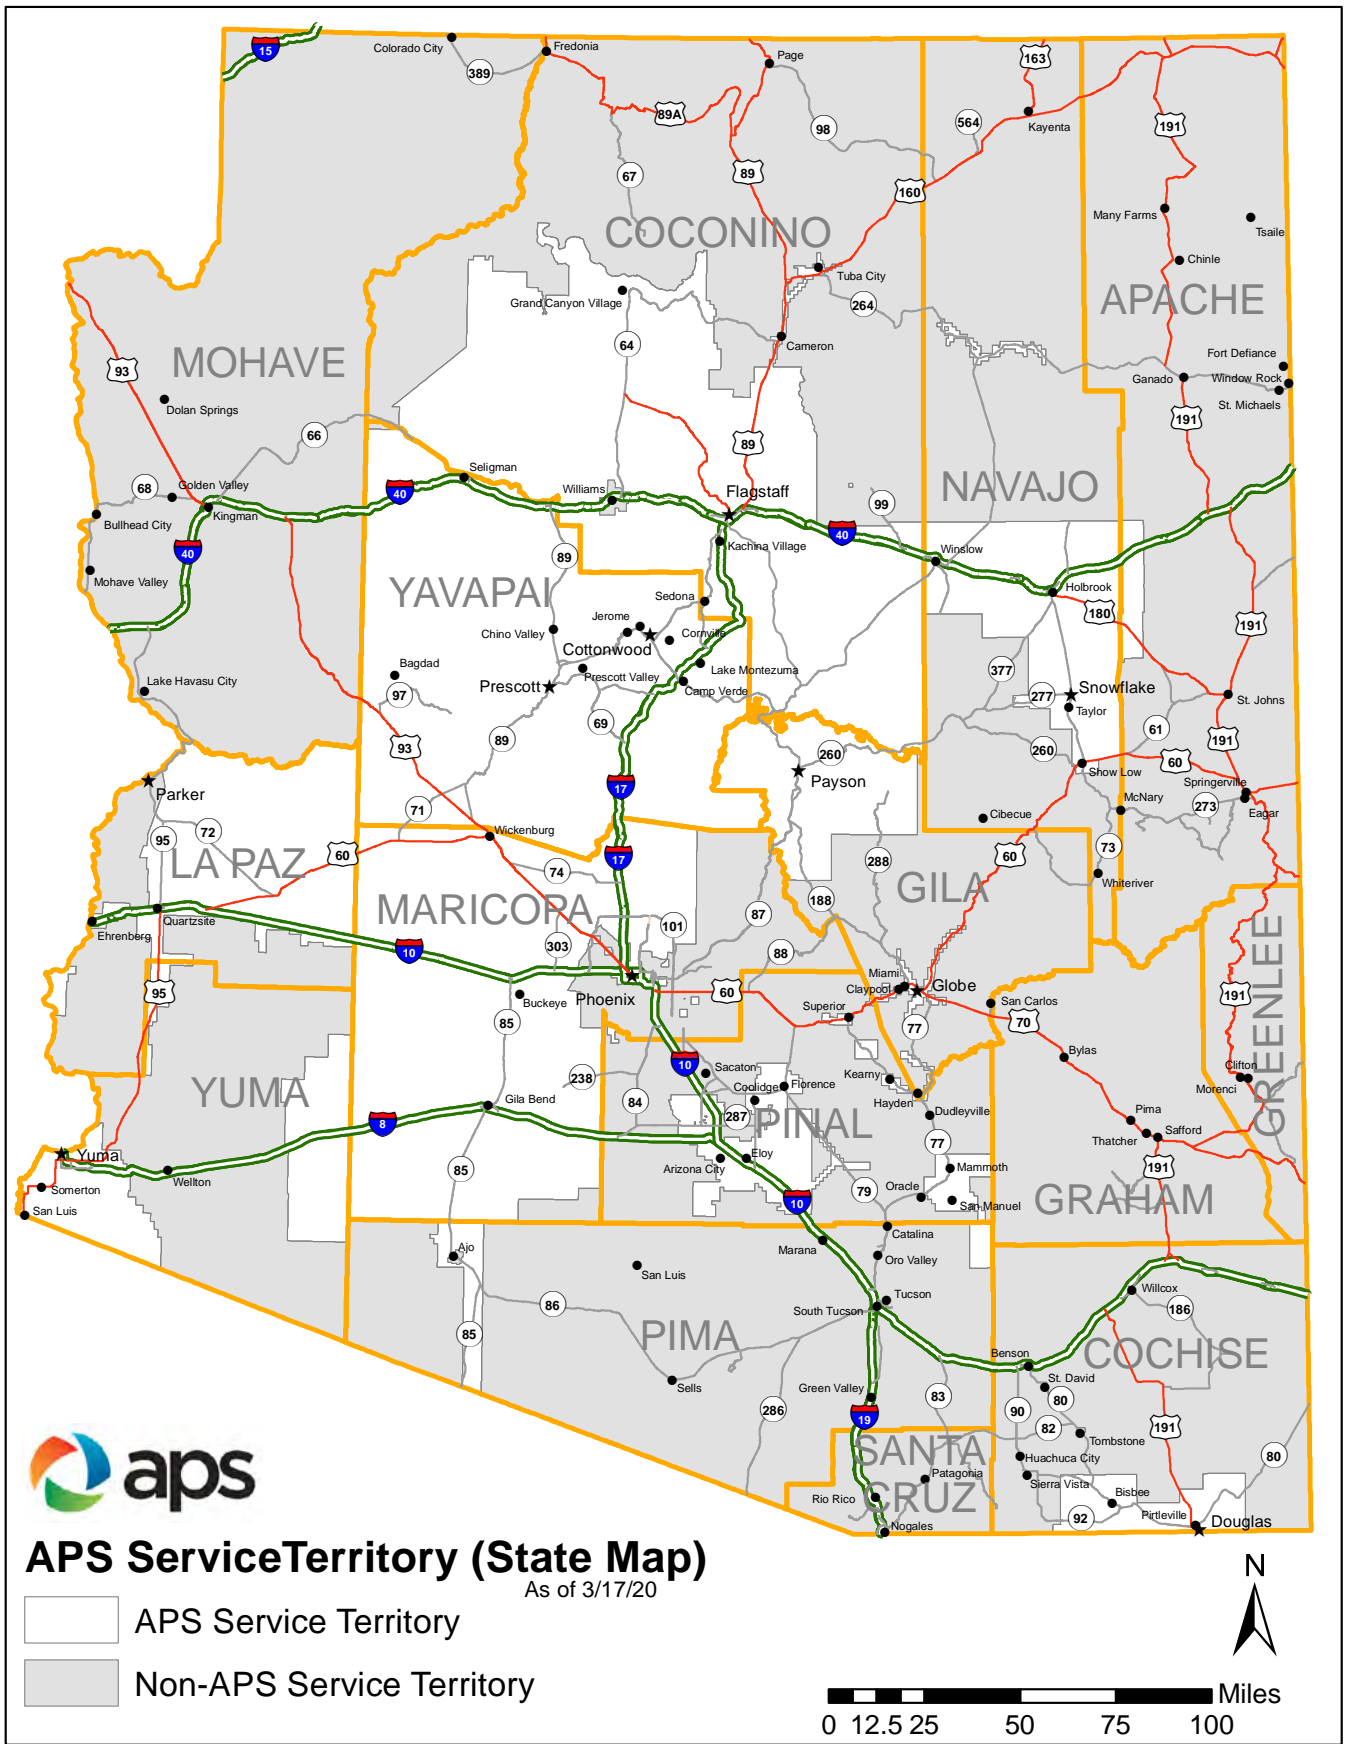 15
Colorado City
Fredonia
Page
163
389
89A
98
564
Kayenta
191
67
89
160
Many Farms
Tsaile
COCONINO
Chinle
Tuba City
Grand Canyon Village
264
APACHE
64
Cameron
MOHAVE
93
Fort Defiance
Ganado
Window Rock
St. Michaels
Dolan Springs
191
66
89
Seligman
NAVAJO
68
Golden Valley
40
Williams
Flagstaff
99
Kingman
Bullhead City
40
Kachina Village
40
Winslow
89
Mohave Valley
YAVAPAI
Holbrook
Sedona
180
Jerome
191
Chino Valley
Cornville
Cottonwood
Bagdad
377
Lake Montezuma
Prescott Valley
Lake Havasu City
Prescott
97
Camp Verde
277
Snowflake
St. Johns
Taylor
69
61
89
93
260
260
191
60
Show Low
Payson
Parker
17
Springerville
McNary
273
71
Eagar
72
95
Cibecue
Wickenburg
60
17
60
73
LA PAZ
288
74
Whiteriver
GILA
MARICOPA
188
87
Quartzsite
101
Ehrenberg
303
10
88
GREENLEE
Miami
Phoenix
60
Claypool
Globe
95
Buckeye
191
San Carlos
Superior
85
70
77
Bylas
10
Sacaton
Clifton
Kearny
238
Coolidge
Florence
Morenci
YUMA
Gila Bend
84
Hayden
287
Dudleyville
Pima
8
PINAL
Safford
Thatcher
77
Yuma
Eloy
191
Arizona City
Mammoth
85
Wellton
Somerton
79
Oracle
10
San Manuel
GRAHAM
San Luis
Catalina
Marana
Ajo
Oro Valley
San Luis
Willcox
Tucson
86
South Tucson
186
85
PIMA
Benson
COCHISE
St. David
Sells
Green Valley
83
80
286
90
19
82
191
Tombstone
SANTA
CRUZ
80
Huachuca City
Patagonia
Sierra Vista
Rio Rico
Bisbee
Pirtleville
92
Douglas
Nogales
aps
APS ServiceTerritory (State Map)
As of 3/17/20
N
APS Service Territory
Non-APS Service Territory
Miles
0 12.5 25 50 75 100